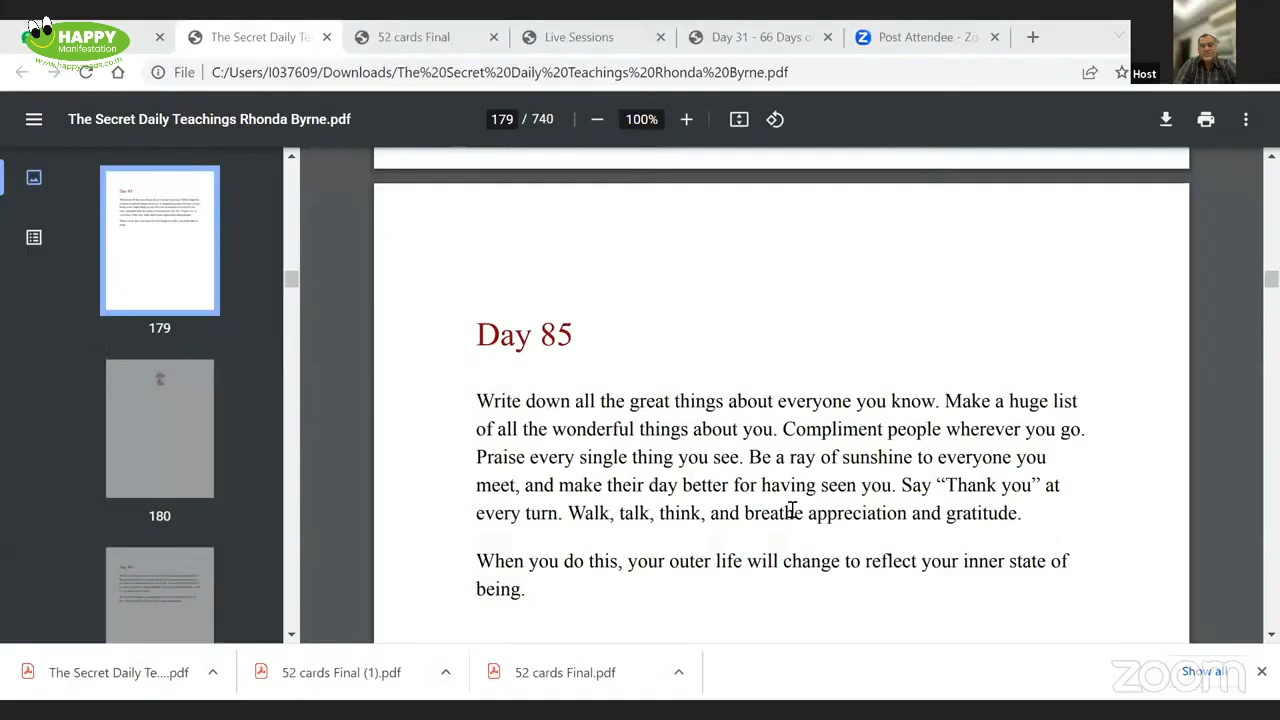 HAPPY
Manifestation
www.happyreads.co.in
The Secret Daily Te
52 cards Final
Live Sessions
Day 31 - 66 Days o
Post Attendee - Zo
File C:/Users/I037609/Downloads/The%20Secret%20Daily%20Teachings%20Rhonda%20Byrne.pdf
Host
The Secret Daily Teachings Rhonda Byrne.pdf
179 / 740
100%
179
180
Day 85
Write down all the great things about everyone you know. Make a huge list
of all the wonderful things about you. Compliment people wherever you go.
Praise every single thing you see. Be a ray of sunshine to everyone you
meet, and make their day better for having seen you. Say “Thank you” at
every turn. Walk, talk, think, and breathe appreciation and gratitude.
When you do this, your outer life will change to reflect your inner state of
being.
The Secret Daily Te....pdf
52 cards Final (1).pdf
52 cards Final.pdf
Show all
zoom